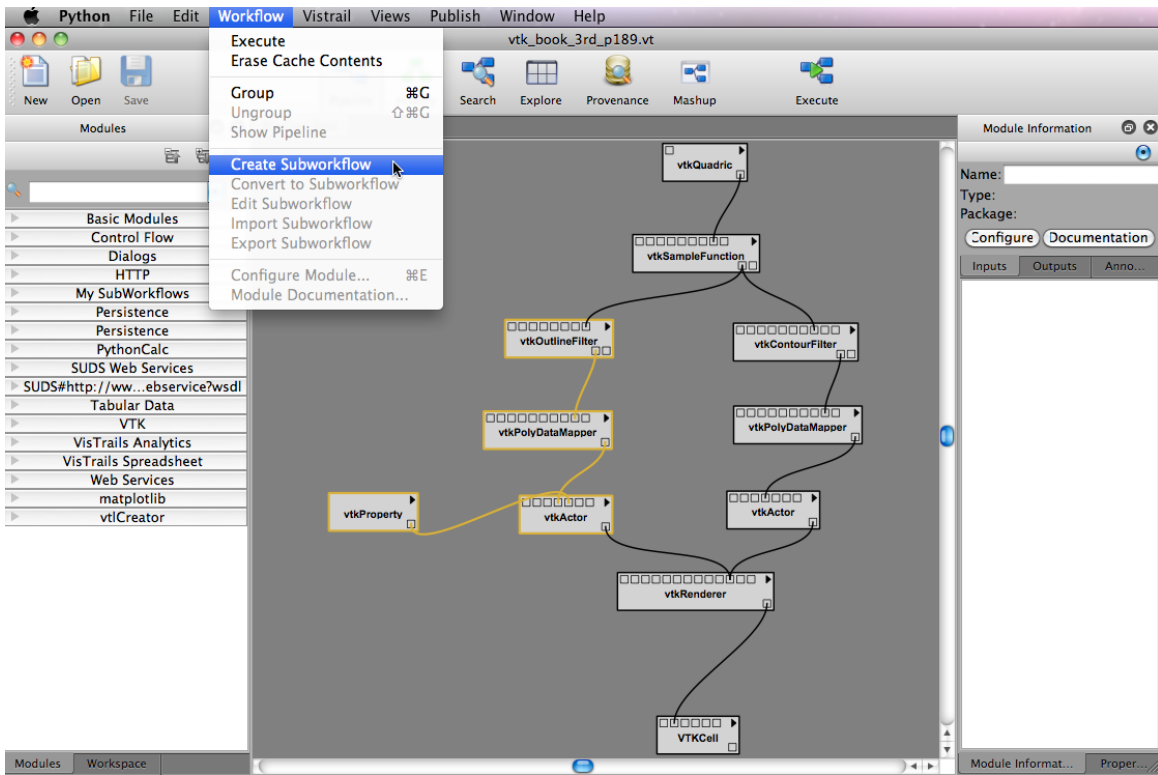 Python File Edit Workflow Vistrail Views Publish Window Help
vtk_book_3rd_p189.vt
Execute
Erase Cache Contents
Group ⌘G
Ungroup ⇧⌘G
Show Pipeline
Create Subworkflow
Convert to Subworkflow
Edit Subworkflow
Import Subworkflow
Export Subworkflow
Configure Module... ⌘E
Module Documentation...
New Open Save Search Explore Provenance Mashup Execute
Modules
Basic Modules
Control Flow
Dialogs
HTTP
My SubWorkflows
Persistence
Persistence
PythonCalc
SUDS Web Services
SUDS#http://ww...ebservice?wsdl
Tabular Data
VTK
VisTrails Analytics
VisTrails Spreadsheet
Web Services
matplotlib
vtlCreator
vtkQuadric
vtkSampleFunction
vtkOutlineFilter
vtkContourFilter
vtkPolyDataMapper
vtkPolyDataMapper
vtkProperty
vtkActor
vtkActor
vtkRenderer
VTKCell
Module Information
Name:
Type:
Package:
Configure Documentation
Inputs Outputs Anno...
Modules Workspace
Module Informat... Proper...